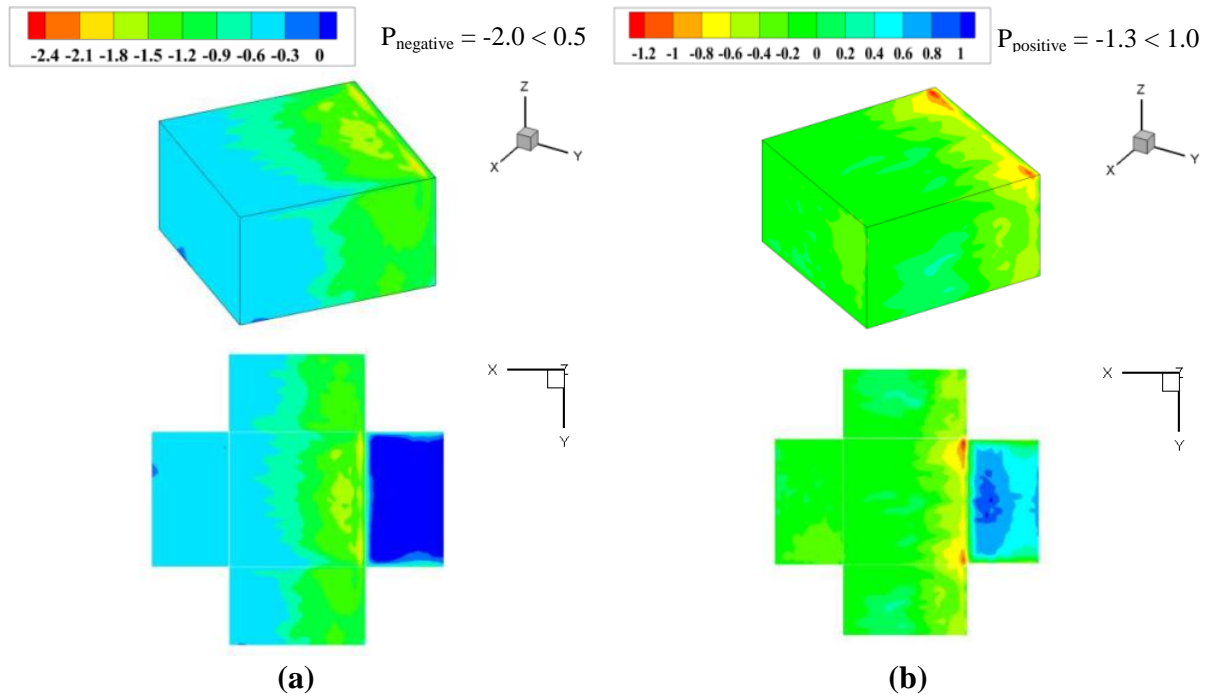 -2.4 -2.1 -1.8 -1.5 -1.2 -0.9 -0.6 -0.3 0
Pnegative = -2.0 < 0.5
-1.2 -1 -0.8 -0.6 -0.4 -0.2 0 0.2 0.4 0.6 0.8 1
Ppositive = -1.3 < 1.0
Z
X
Y
Z
X
Y
X
Z
Y
X
Z
Y
(a)
(b)